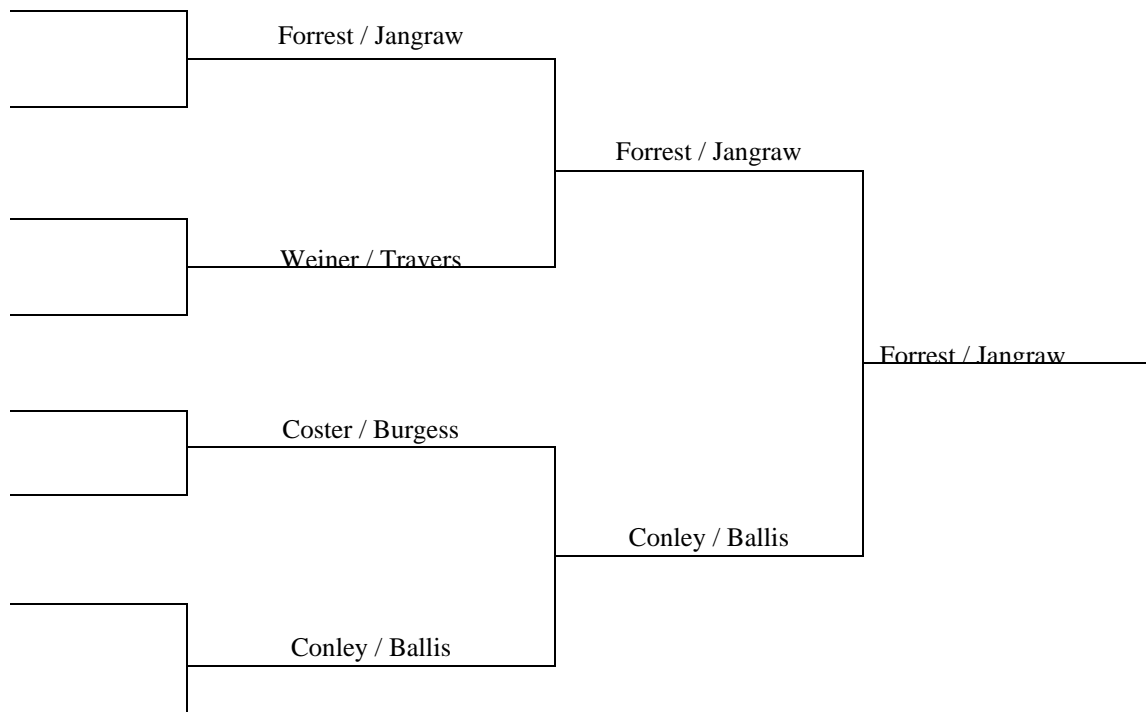 Forrest / Jangraw
Forrest / Jangraw
Weiner / Travers
Forrest / Jangraw
Coster / Burgess
Conley / Ballis
Conley / Ballis